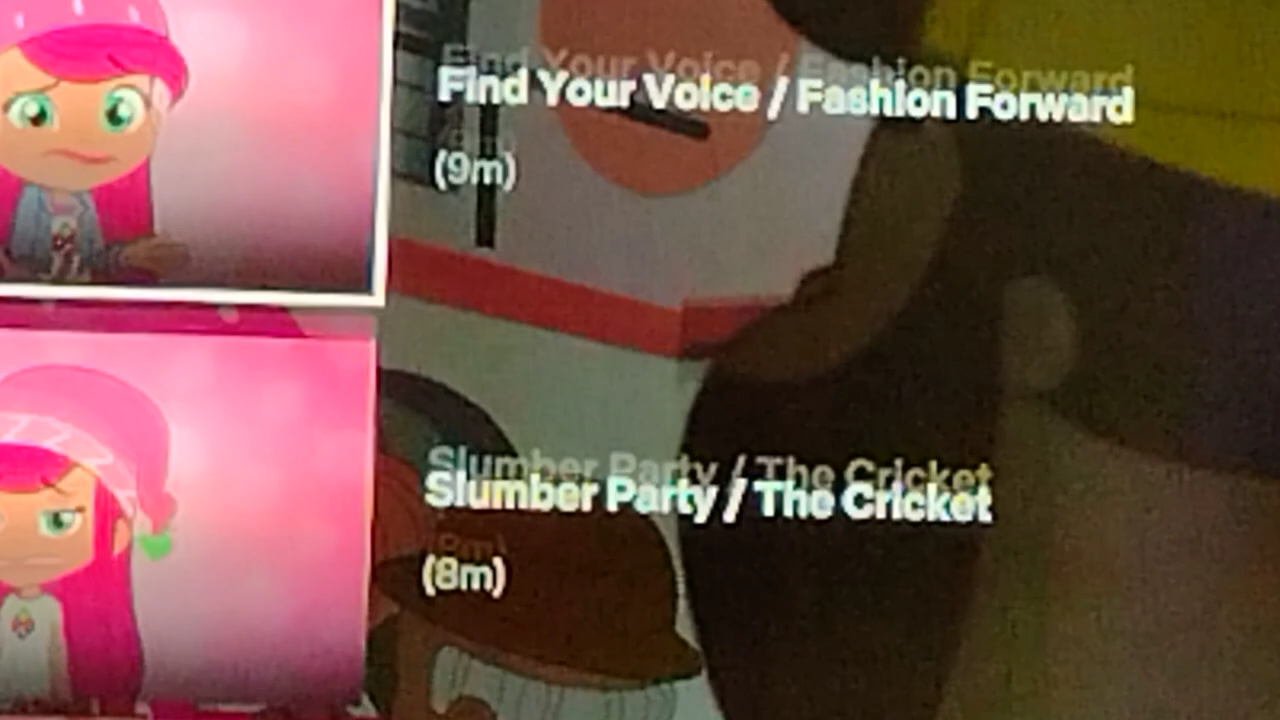 Find Your Voice / Fashion Forward
(9m)
Slumber Party / The Cricket
(8m)